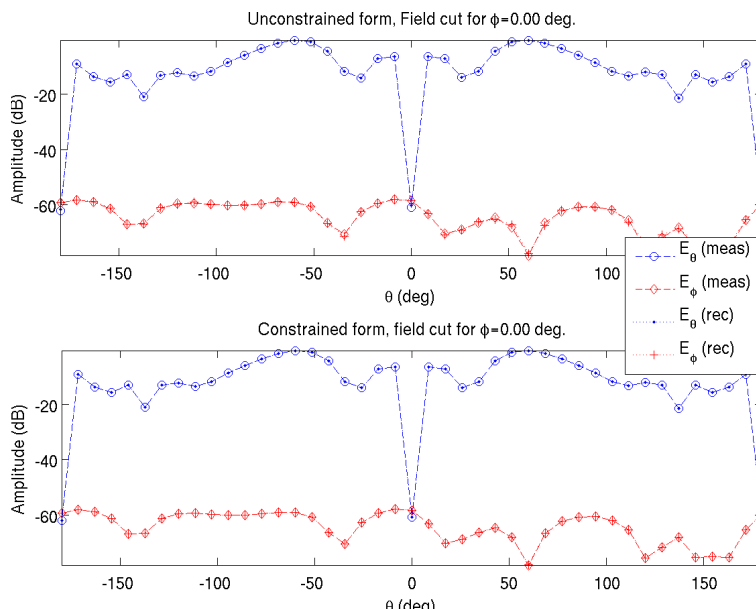 Unconstrained form, Field cut for ϕ=0.00 deg.
Amplitude (dB)
-20
-40
-60
-150
-100
-50
0
50
100
150
θ (deg)
E_θ (meas)
E_ϕ (meas)
E_θ (rec)
E_ϕ (rec)
Constrained form, field cut for ϕ=0.00 deg.
Amplitude (dB)
-20
-40
-60
-150
-100
-50
0
50
100
150
θ (deg)